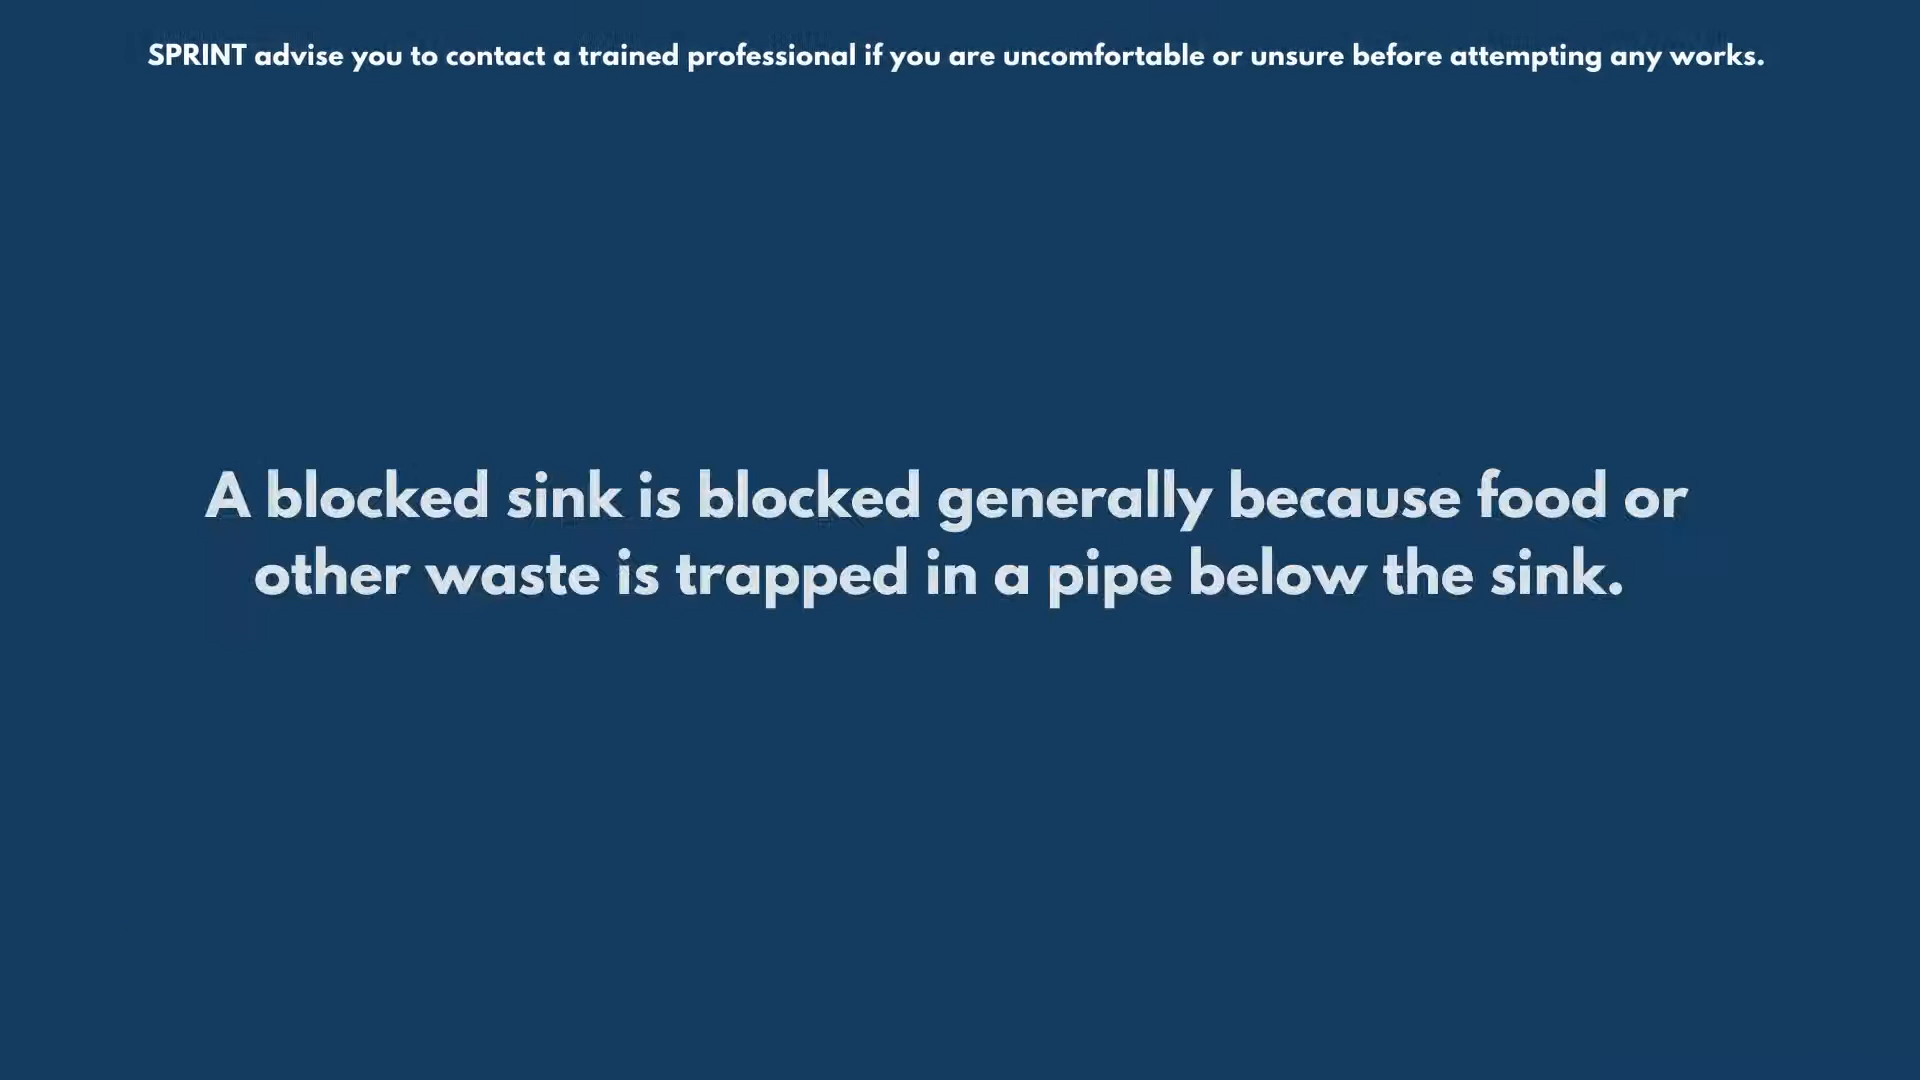 SPRINT advise you to contact a trained professional if you are uncomfortable or unsure before attempting any works.
A blocked sink is blocked generally because food or
other waste is trapped in a pipe below the sink.